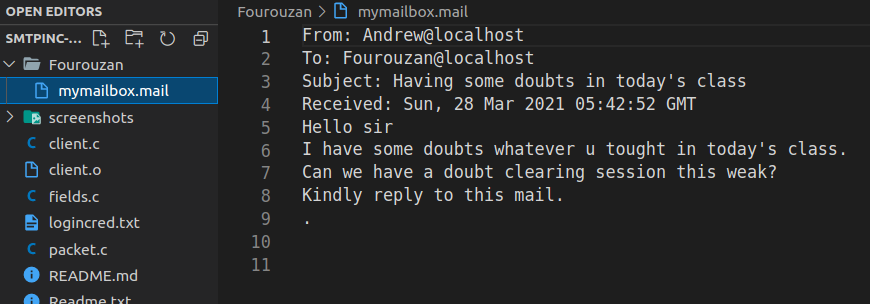 OPEN EDITORS
SMTPINC-...
Fourouzan
mymailbox.mail
screenshots
client.c
client.o
fields.c
logincred.txt
packet.c
README.md
Readme.txt
Fourouzan > mymailbox.mail
1 From: Andrew@localhost
2 To: Fourouzan@localhost
3 Subject: Having some doubts in today's class
4 Received: Sun, 28 Mar 2021 05:42:52 GMT
5 Hello sir
6 I have some doubts whatever u tought in today's class.
7 Can we have a doubt clearing session this weak?
8 Kindly reply to this mail.
9 .
10
11